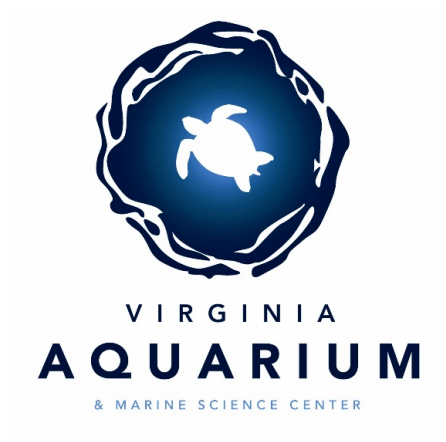 VIRGINIA
AQUARIUM
& MARINE SCIENCE CENTER